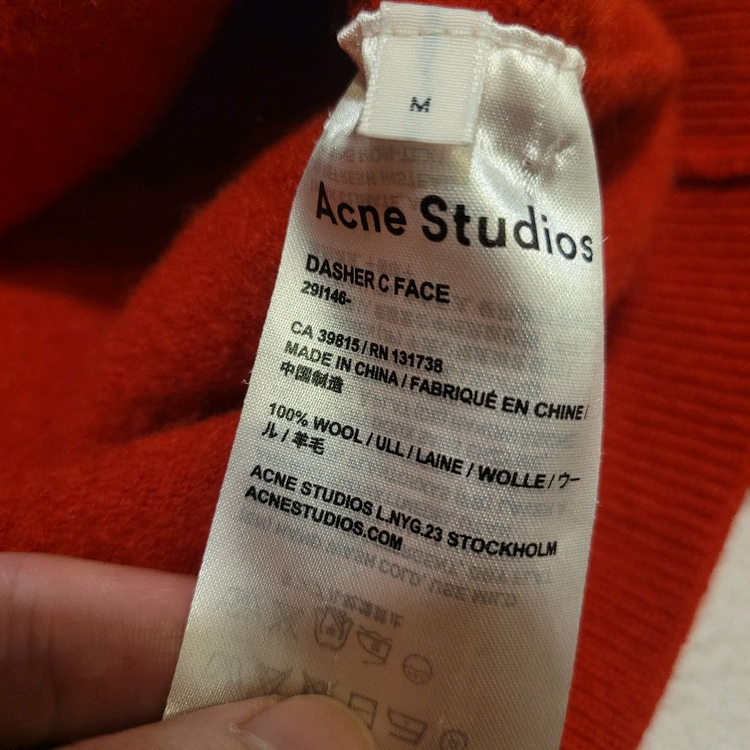 M
Acne Studios
DASHER C FACE
29I146-
CA 39815 / RN 131738
MADE IN CHINA / FABRIQUÉ EN CHINE /
中国制造
100% WOOL / ULL / LAINE / WOLLE / ウー
ル / 羊毛
ACNE STUDIOS L.NYG.23 STOCKHOLM
ACNESTUDIOS.COM